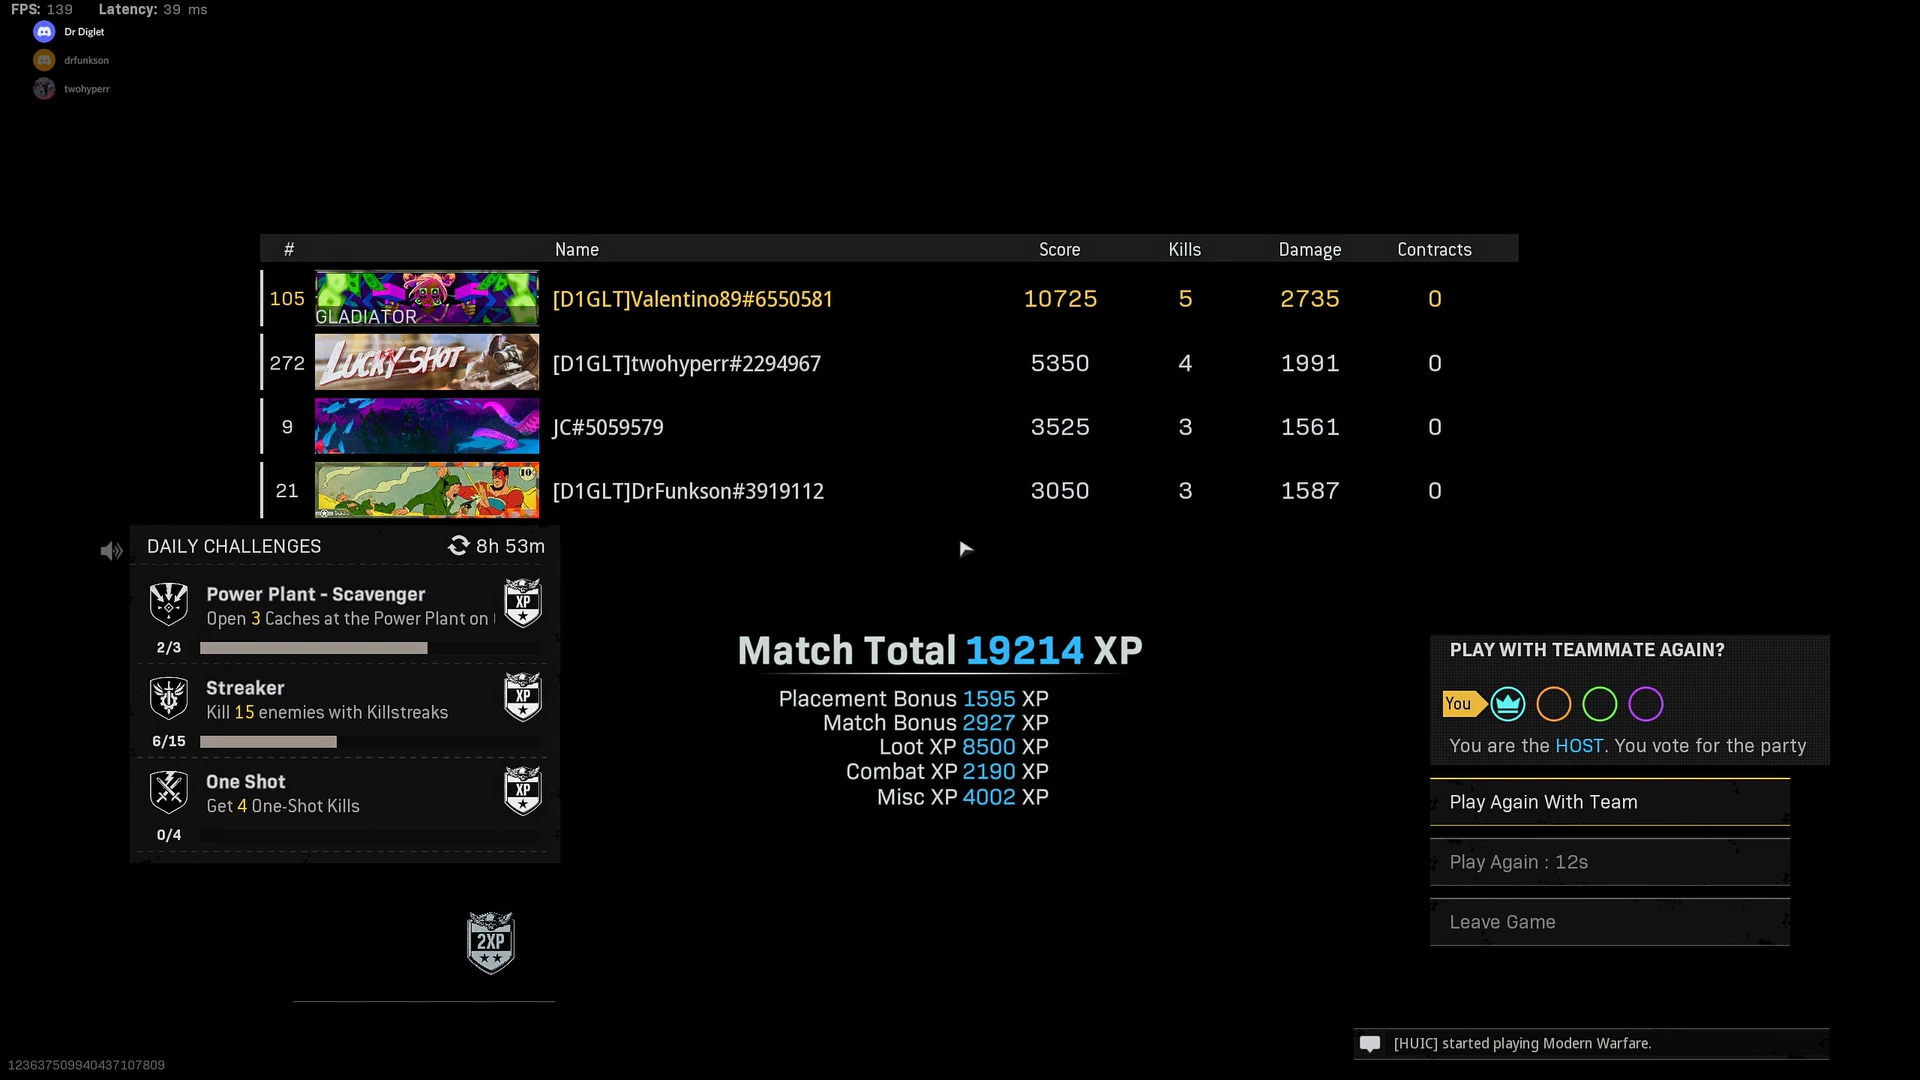 FPS: 139 Latency: 39 ms
Dr Diglet
drfunkson
twohyperr
# Name Score Kills Damage Contracts
105 GLADIATOR [D1GLT]Valentino89#6550581 10725 5 2735 0
272 LUCKY SHOT [D1GLT]twohyperr#2294967 5350 4 1991 0
9 JC#5059579 3525 3 1561 0
21 10¢ [D1GLT]DrFunkson#3919112 3050 3 1587 0
DAILY CHALLENGES 8h 53m
Power Plant - Scavenger XP
Open 3 Caches at the Power Plant on
2/3
Streaker XP
Kill 15 enemies with Killstreaks
6/15
One Shot XP
Get 4 One-Shot Kills
0/4
2XP
Match Total 19214 XP
Placement Bonus 1595 XP
Match Bonus 2927 XP
Loot XP 8500 XP
Combat XP 2190 XP
Misc XP 4002 XP
PLAY WITH TEAMMATE AGAIN?
You
You are the HOST. You vote for the party
Play Again With Team
Play Again : 12s
Leave Game
[HUIC] started playing Modern Warfare.
123637509940437107809